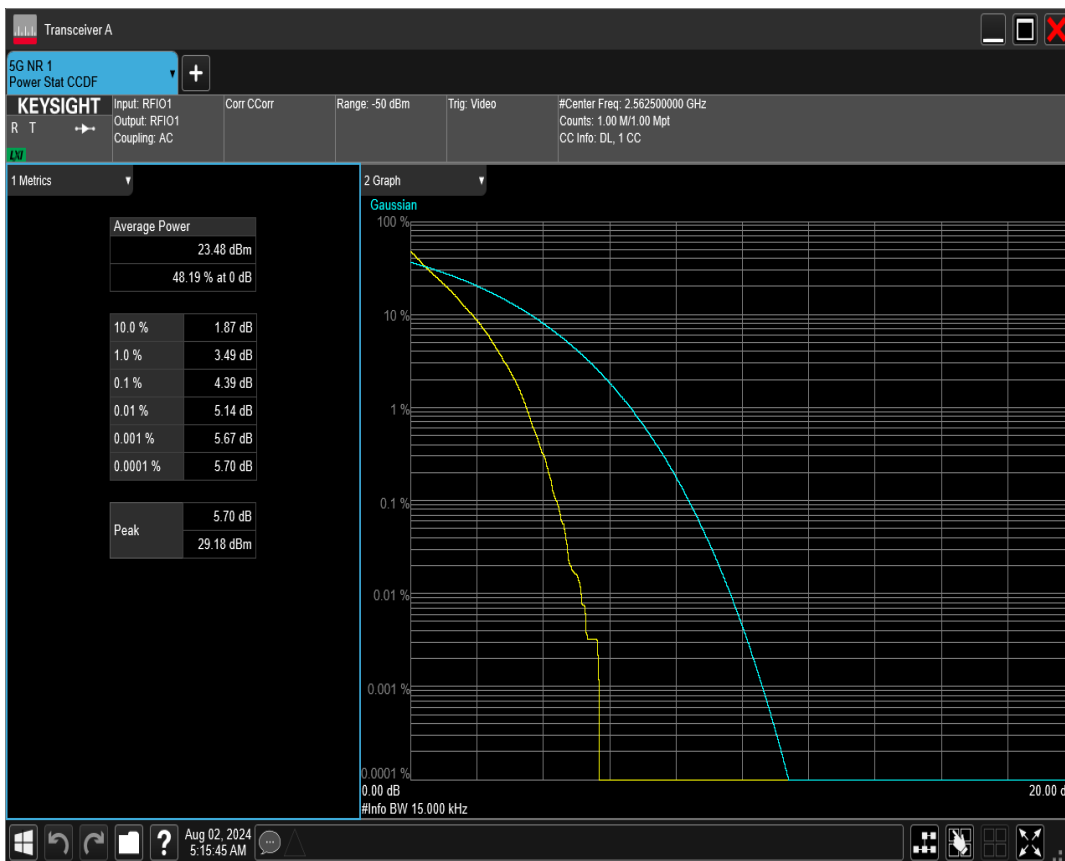 Transceiver A
5G NR 1
Power Stat CCDF
+
KEYSIGHT
R T
LXI
Input: RFIO1
Output: RFIO1
Coupling: AC
Corr CCorr
Range: -50 dBm
Trig: Video
#Center Freq: 2.562500000 GHz
Counts: 1.00 M/1.00 Mpt
CC Info: DL, 1 CC
1 Metrics
Average Power
23.48 dBm
48.19 % at 0 dB
10.0 % 1.87 dB
1.0 % 3.49 dB
0.1 % 4.39 dB
0.01 % 5.14 dB
0.001 % 5.67 dB
0.0001 % 5.70 dB
Peak
5.70 dB
29.18 dBm
2 Graph
Gaussian
100 %
10 %
1 %
0.1 %
0.01 %
0.001 %
0.0001 %
0.00 dB
20.00 d
#Info BW 15.000 kHz
?
Aug 02, 2024
5:15:45 AM